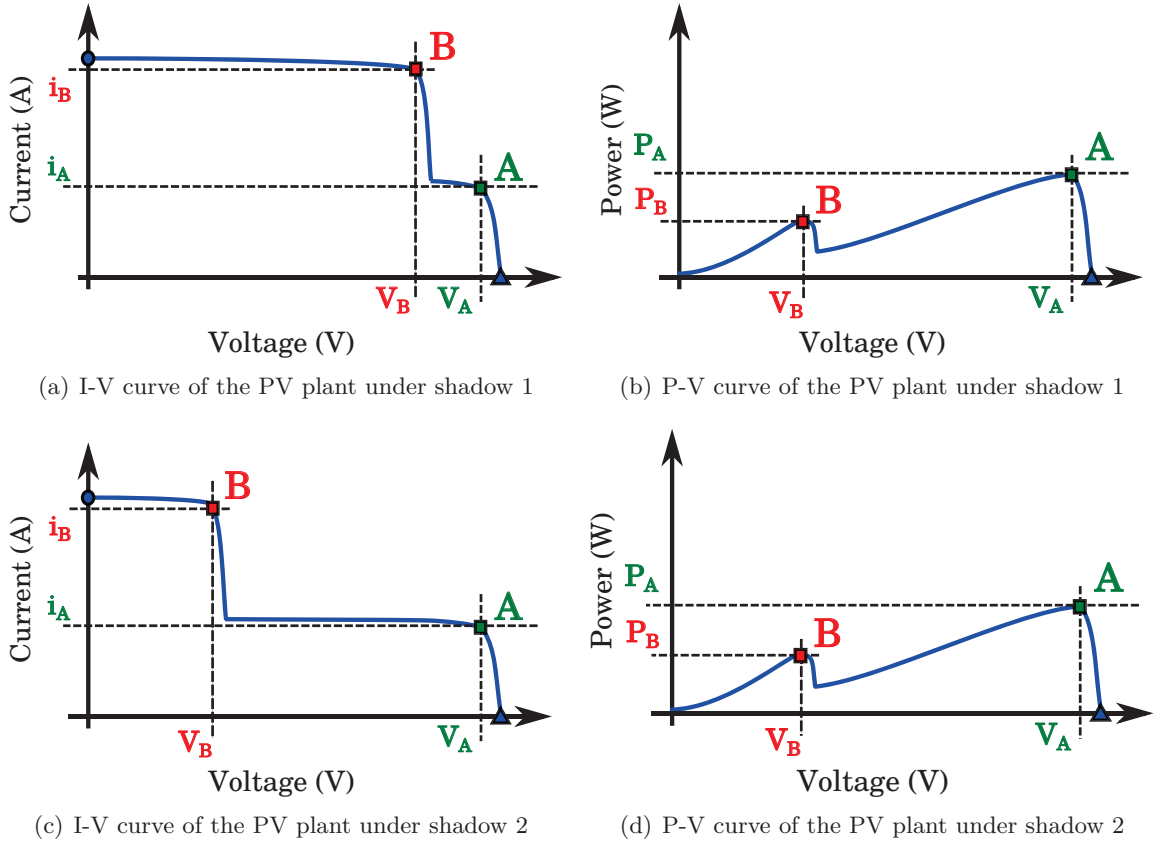 Current (A)
B
i_B
i_A
A
V_B
V_A
Voltage (V)
(a) I-V curve of the PV plant under shadow 1
Power (W)
P_A
A
P_B
B
V_B
V_A
Voltage (V)
(b) P-V curve of the PV plant under shadow 1
Current (A)
B
i_B
i_A
A
V_B
V_A
Voltage (V)
(c) I-V curve of the PV plant under shadow 2
Power (W)
P_A
A
P_B
B
V_B
V_A
Voltage (V)
(d) P-V curve of the PV plant under shadow 2